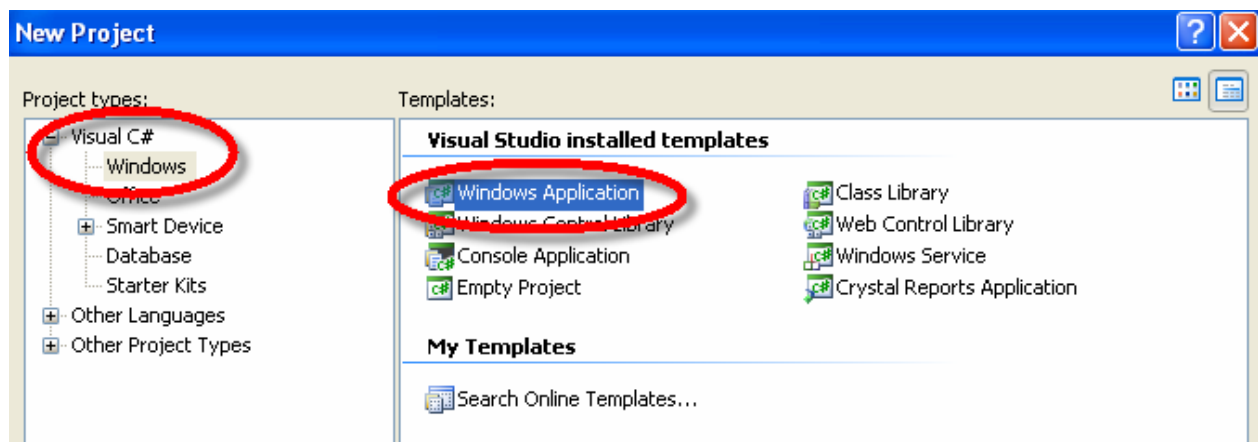 New Project
Project types:
Templates:
Visual C#
Windows
Office
Smart Device
Database
Starter Kits
Other Languages
Other Project Types
Visual Studio installed templates
Windows Application
Windows Control Library
Console Application
Empty Project
Class Library
Web Control Library
Windows Service
Crystal Reports Application
My Templates
Search Online Templates...